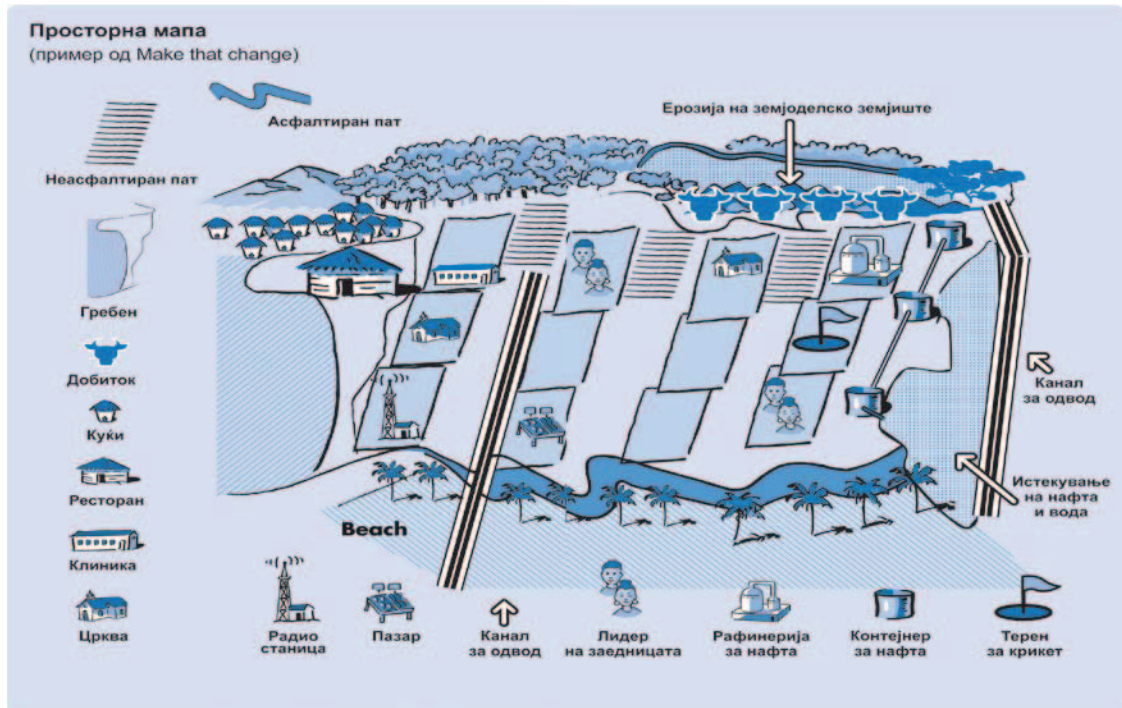 Просторна мапа
(пример од Make that change)
Асфалтиран пат
Ерозија на земјоделско земјиште
Неасфалтиран пат
Гребен
Добиток
Куќи
Ресторан
Клиника
Црква
Канал
за одвод
Истекување
на нафта
и вода
Beach
Радио
станица
Пазар
Канал
за одвод
Лидер
на заедницата
Рафинерија
за нафта
Контејнер
за нафта
Терен
за крикет